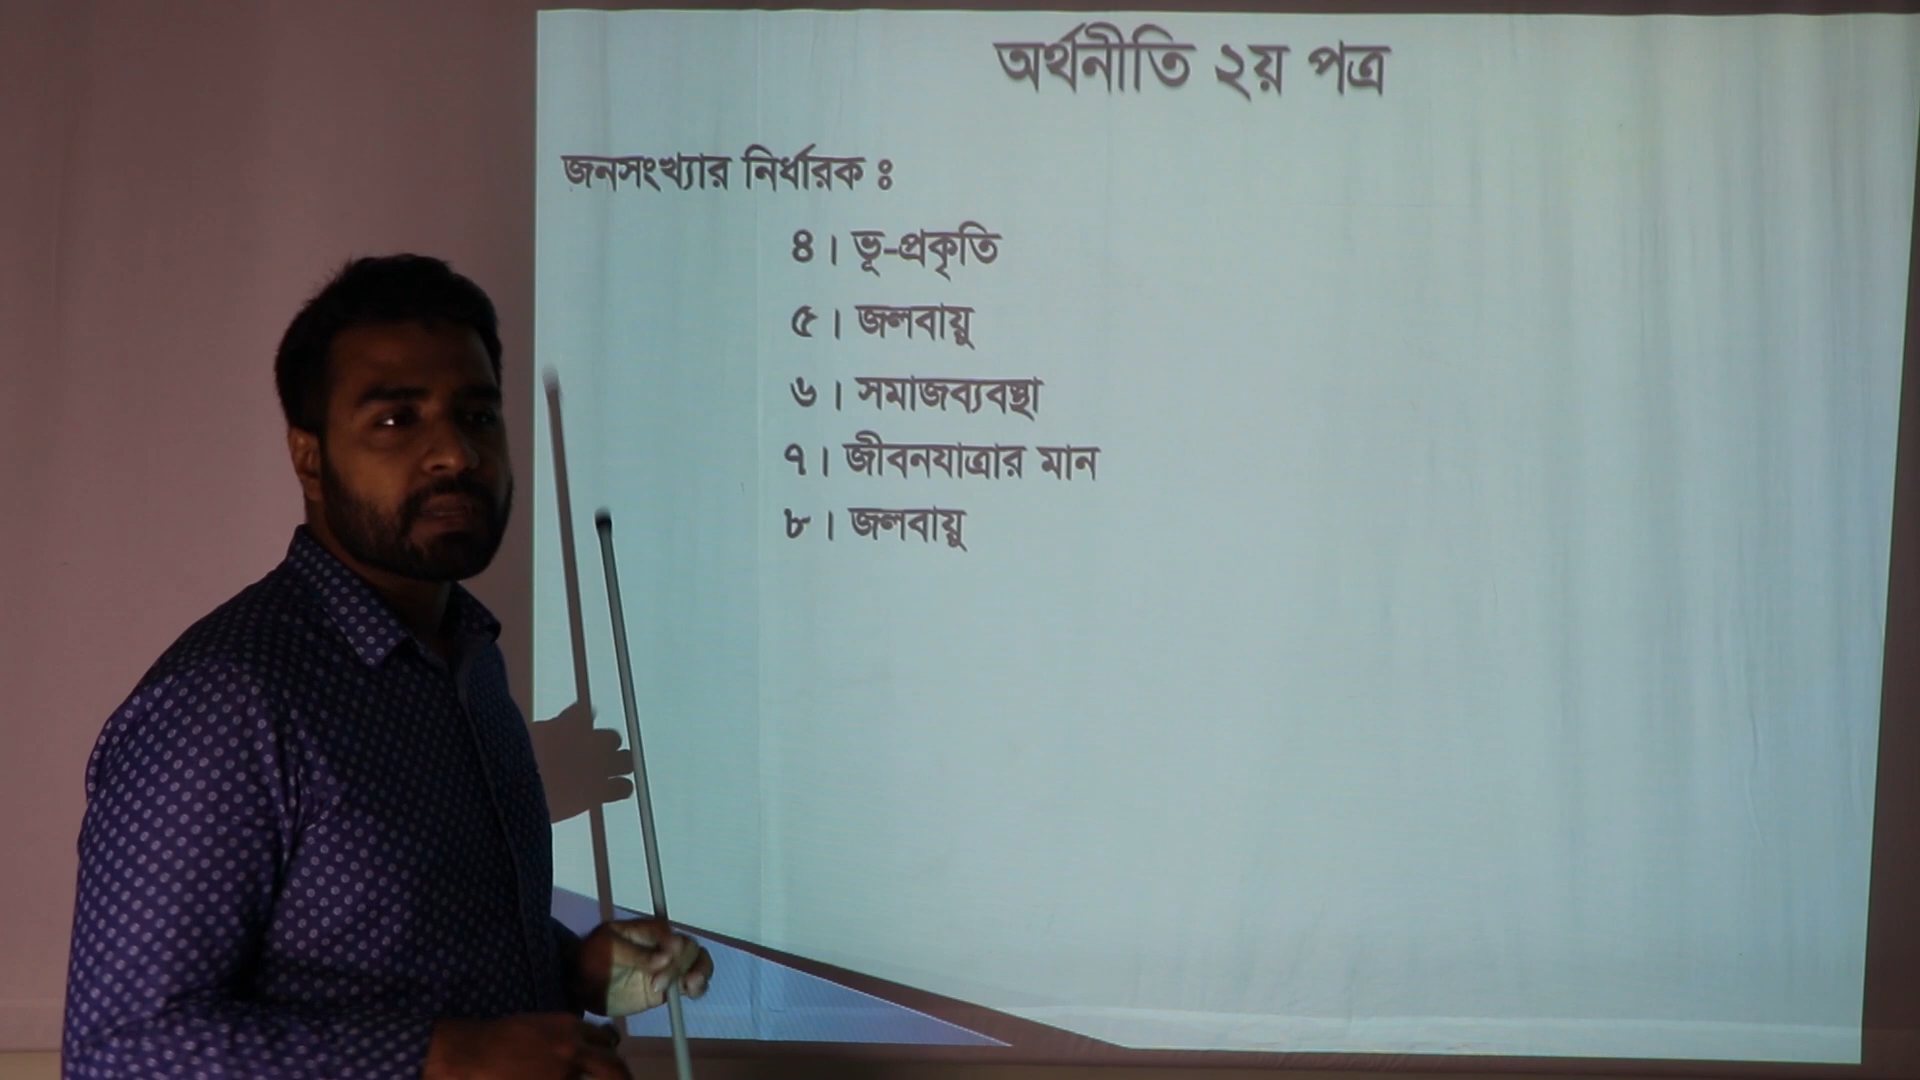 অর্থনীতি ২য় পত্র
জনসংখ্যার নির্ধারক ঃ
৪। ভূ-প্রকৃতি
৫। জলবায়ু
৬। সমাজব্যবস্থা
৭। জীবনযাত্রার মান
৮। জলবায়ু